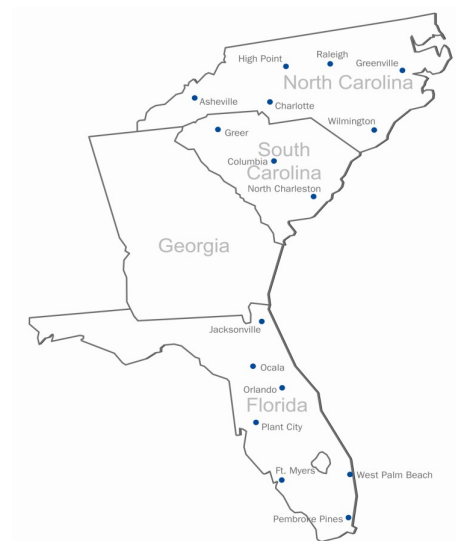 Raleigh
High Point
Greenville
North Carolina
Asheville
Charlotte
Wilmington
Greer
South
Carolina
Columbia
North Charleston
Georgia
Jacksonville
Ocala
Orlando
Florida
Plant City
Ft. Myers
West Palm Beach
Pembroke Pines